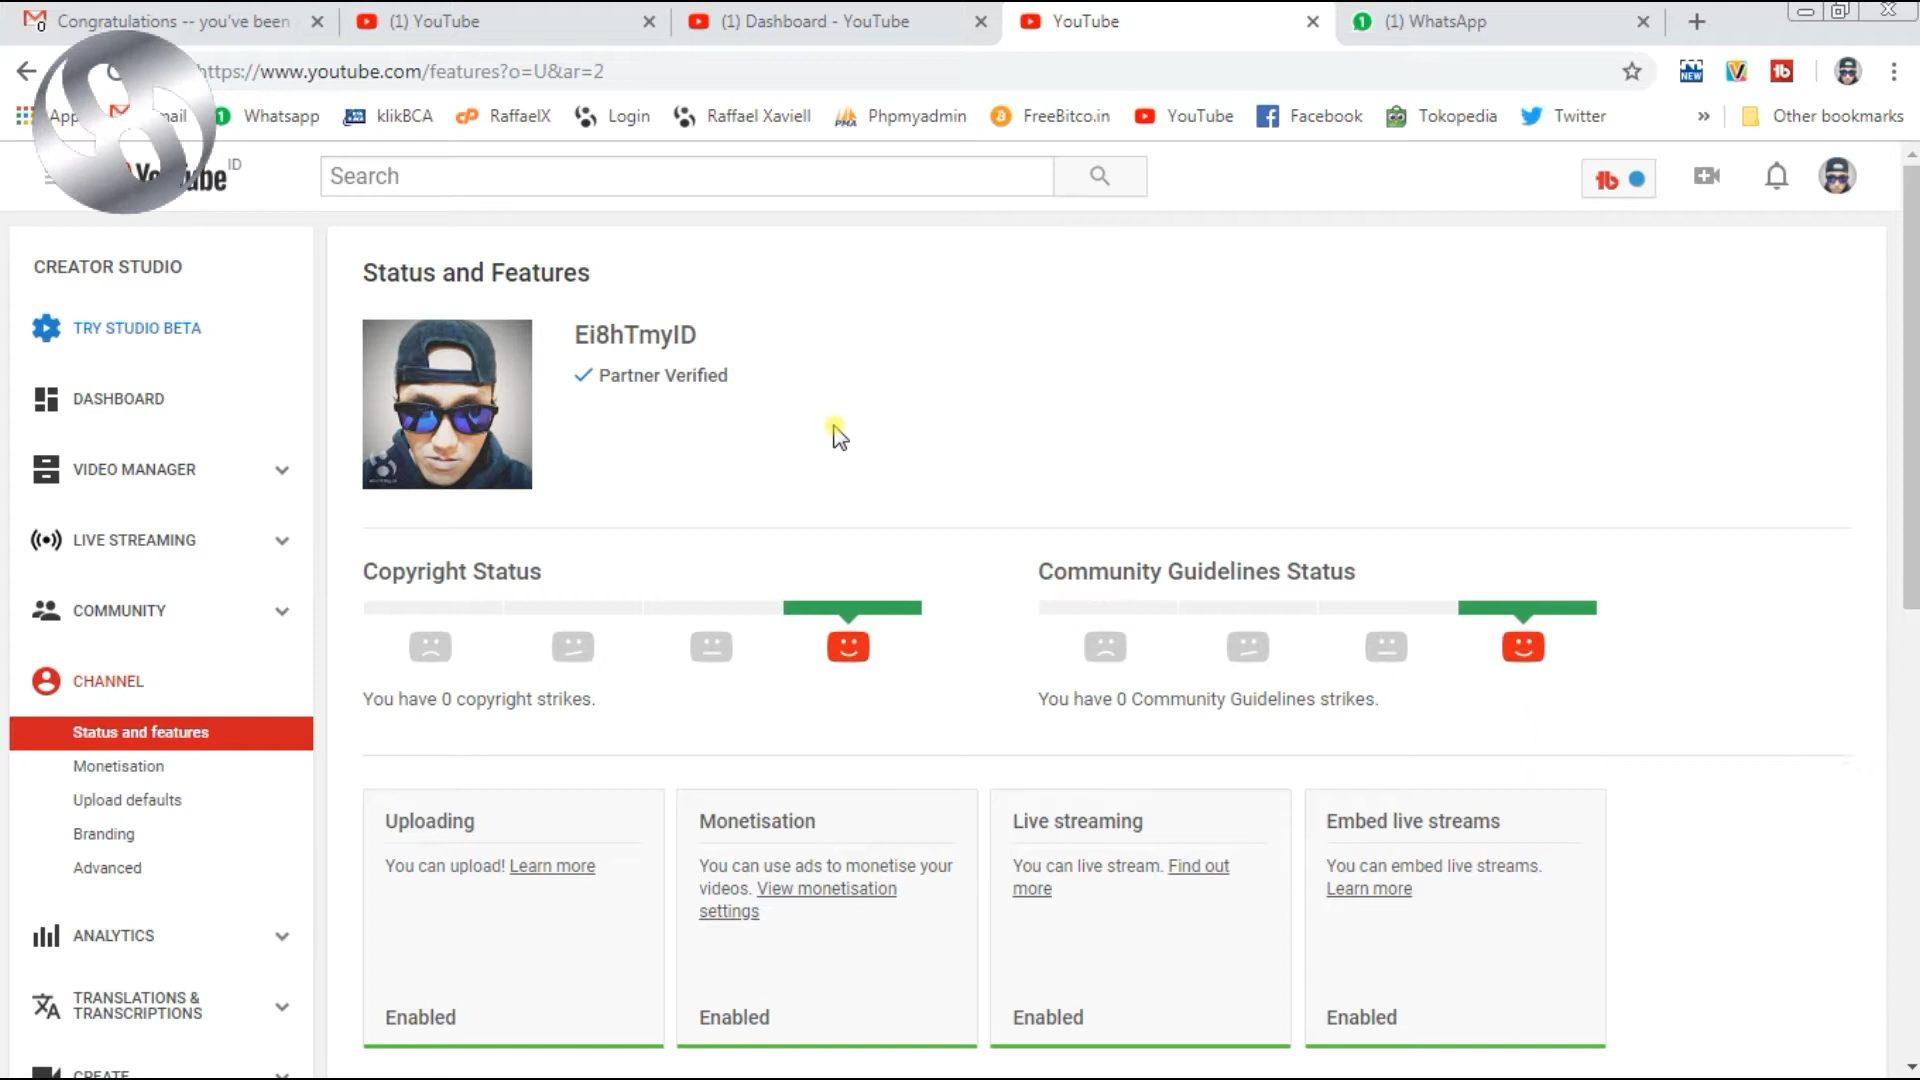 Congratulations -- you've been
(1) YouTube
(1) Dashboard - YouTube
YouTube
(1) WhatsApp
https://www.youtube.com/features?o=U&ar=2
Whatsapp
klikBCA
RaffaelX
Login
Raffael Xaviell
Phpmyadmin
FreeBitco.in
YouTube
Facebook
Tokopedia
Twitter
»
Other bookmarks
YouTube ID
Search
CREATOR STUDIO
TRY STUDIO BETA
DASHBOARD
VIDEO MANAGER
LIVE STREAMING
COMMUNITY
CHANNEL
Status and features
Monetisation
Upload defaults
Branding
Advanced
ANALYTICS
TRANSLATIONS &
TRANSCRIPTIONS
CREATE
Status and Features
Ei8hTmyID
Partner Verified
Copyright Status
You have 0 copyright strikes.
Community Guidelines Status
You have 0 Community Guidelines strikes.
Uploading
You can upload! Learn more
Enabled
Monetisation
You can use ads to monetise your
videos. View monetisation
settings
Enabled
Live streaming
You can live stream. Find out
more
Enabled
Embed live streams
You can embed live streams.
Learn more
Enabled